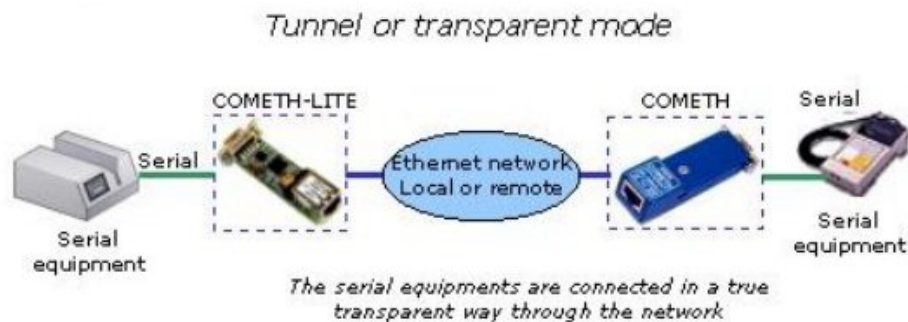 Tunnel or transparent mode
COMETH-LITE
COMETH
Serial
Serial
Ethernet network
Local or remote
Serial
equipment
Serial
equipment
The serial equipments are connected in a true
transparent way through the network